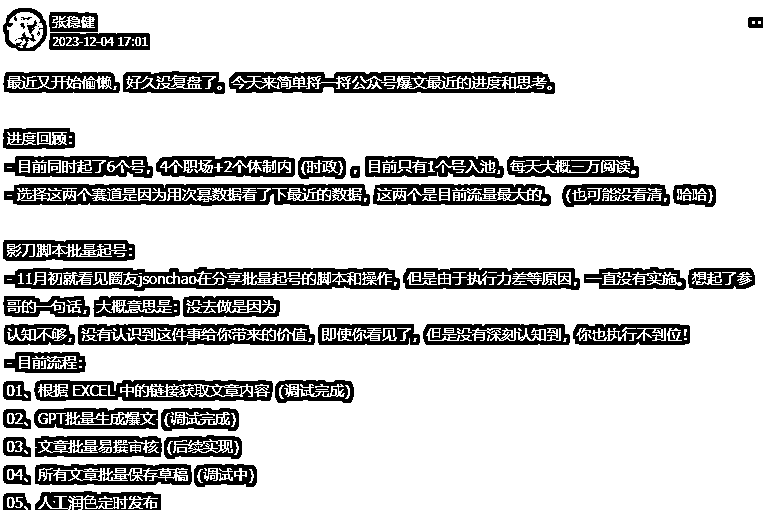 张稳健
2023-12-04 17:01
最近又开始偷懒，好久没复盘了。今天来简单捋一捋公众号爆文最近的进度和思考。
进度回顾：
- 目前同时起了6个号，4个职场+2个体制内（时政），目前只有1个号入池，每天大概三万阅读。
- 选择这两个赛道是因为用次幂数据看了下最近的数据，这两个是目前流量最大的。（也可能没看清，哈哈）
影刀脚本批量起号：
- 11月初就看见圈友jsonchao在分享批量起号的脚本和操作，但是由于执行力差等原因，一直没有实施。想起了参
哥的一句话，大概意思是：没去做是因为
认知不够，没有认识到这件事给你带来的价值，即使你看见了，但是没有深刻认知到，你也执行不到位！
- 目前流程：
01、根据 EXCEL 中的链接获取文章内容（调试完成）
02、GPT批量生成爆文（调试完成）
03、文章批量易撰审核（后续实现）
04、所有文章批量保存草稿（调试中）
05、人工润色定时发布